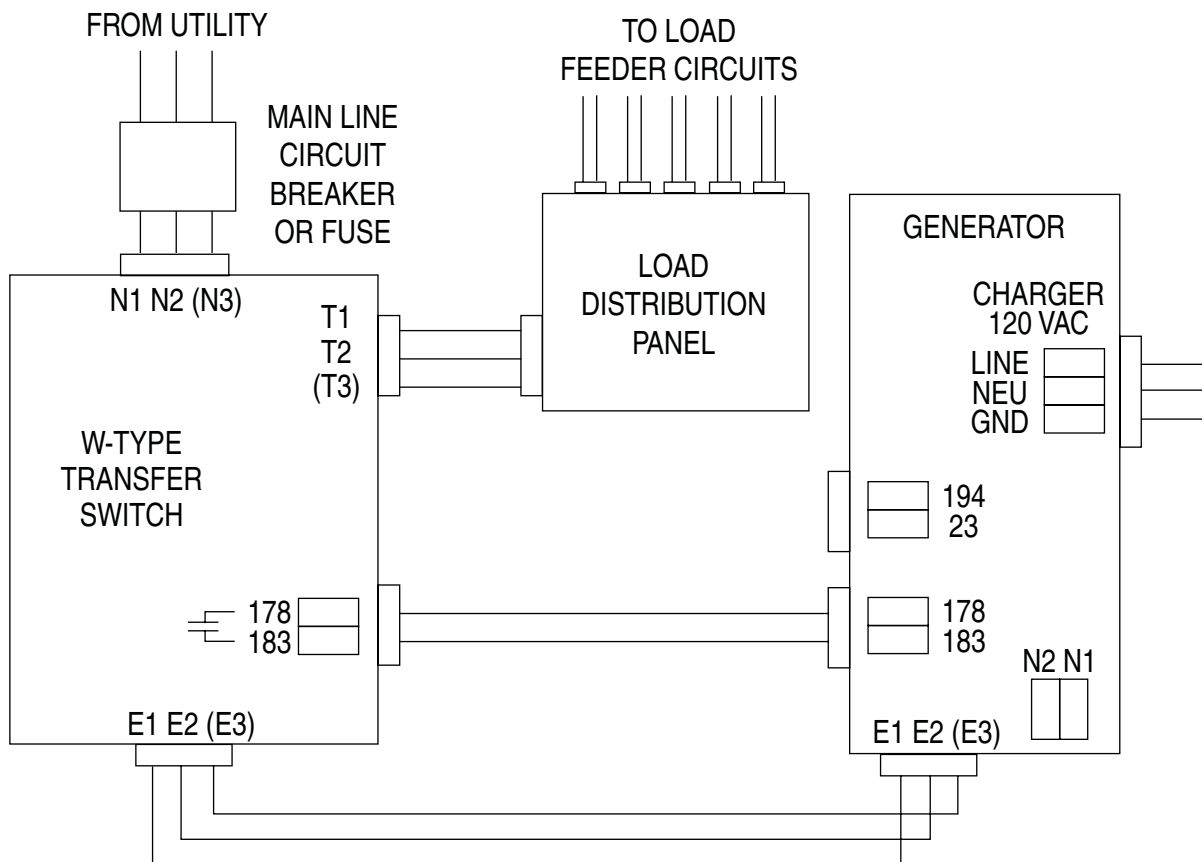 FROM UTILITY
MAIN LINE
CIRCUIT
BREAKER
OR FUSE
TO LOAD
FEEDER CIRCUITS
N1 N2 (N3)
T1
T2
(T3)
W-TYPE
TRANSFER
SWITCH
178
183
E1 E2 (E3)
LOAD
DISTRIBUTION
PANEL
GENERATOR
CHARGER
120 VAC
LINE
NEU
GND
194
23
178
183
N2 N1
E1 E2 (E3)